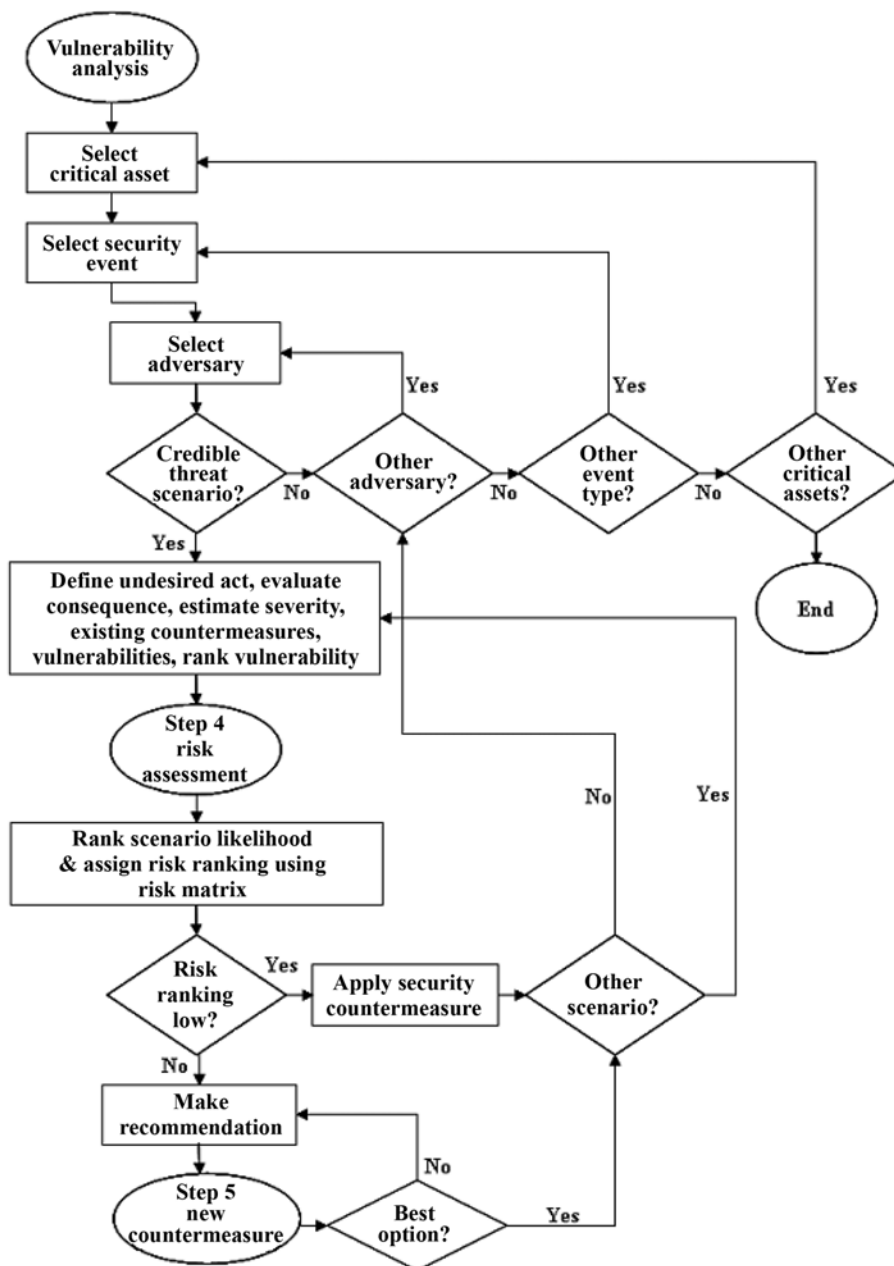 Vulnerability
analysis
Select
critical asset
Select security
event
Select
adversary
Yes
Yes
Yes
Credible
threat
scenario?
No
Other
adversary?
No
Other
event
type?
No
Other
critical
assets?
Yes
Define undesired act, evaluate
consequence, estimate severity,
existing countermeasures,
vulnerabilities, rank vulnerability
End
Step 4
risk
assessment
No
Yes
Rank scenario likelihood
& assign risk ranking using
risk matrix
Risk
ranking
low?
Yes
Apply security
countermeasure
Other
scenario?
No
Make
recommendation
No
Step 5
new
countermeasure
Best
option?
Yes